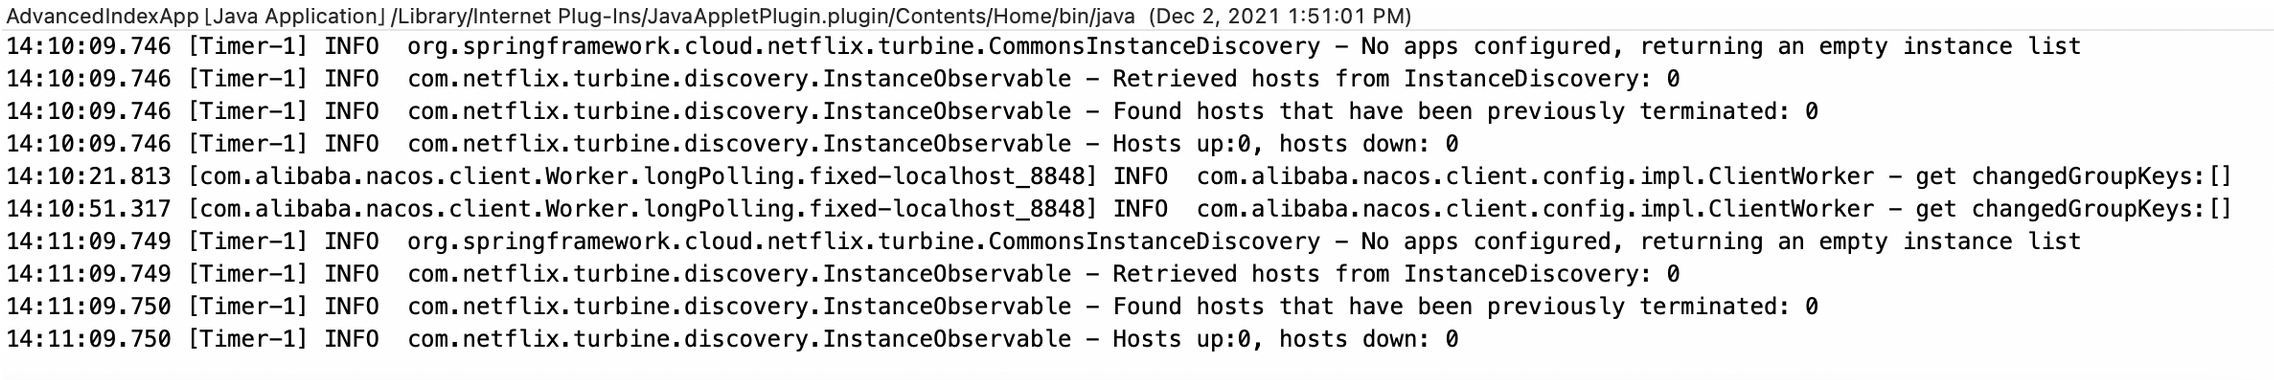 AdvancedIndexApp [Java Application] /Library/Internet Plug-Ins/JavaAppletPlugin.plugin/Contents/Home/bin/java  (Dec 2, 2021 1:51:01 PM)
14:10:09.746 [Timer-1] INFO  org.springframework.cloud.netflix.turbine.CommonsInstanceDiscovery - No apps configured, returning an empty instance list
14:10:09.746 [Timer-1] INFO  com.netflix.turbine.discovery.InstanceObservable - Retrieved hosts from InstanceDiscovery: 0
14:10:09.746 [Timer-1] INFO  com.netflix.turbine.discovery.InstanceObservable - Found hosts that have been previously terminated: 0
14:10:09.746 [Timer-1] INFO  com.netflix.turbine.discovery.InstanceObservable - Hosts up:0, hosts down: 0
14:10:21.813 [com.alibaba.nacos.client.Worker.longPolling.fixed-localhost_8848] INFO  com.alibaba.nacos.client.config.impl.ClientWorker - get changedGroupKeys:[]
14:10:51.317 [com.alibaba.nacos.client.Worker.longPolling.fixed-localhost_8848] INFO  com.alibaba.nacos.client.config.impl.ClientWorker - get changedGroupKeys:[]
14:11:09.749 [Timer-1] INFO  org.springframework.cloud.netflix.turbine.CommonsInstanceDiscovery - No apps configured, returning an empty instance list
14:11:09.749 [Timer-1] INFO  com.netflix.turbine.discovery.InstanceObservable - Retrieved hosts from InstanceDiscovery: 0
14:11:09.750 [Timer-1] INFO  com.netflix.turbine.discovery.InstanceObservable - Found hosts that have been previously terminated: 0
14:11:09.750 [Timer-1] INFO  com.netflix.turbine.discovery.InstanceObservable - Hosts up:0, hosts down: 0